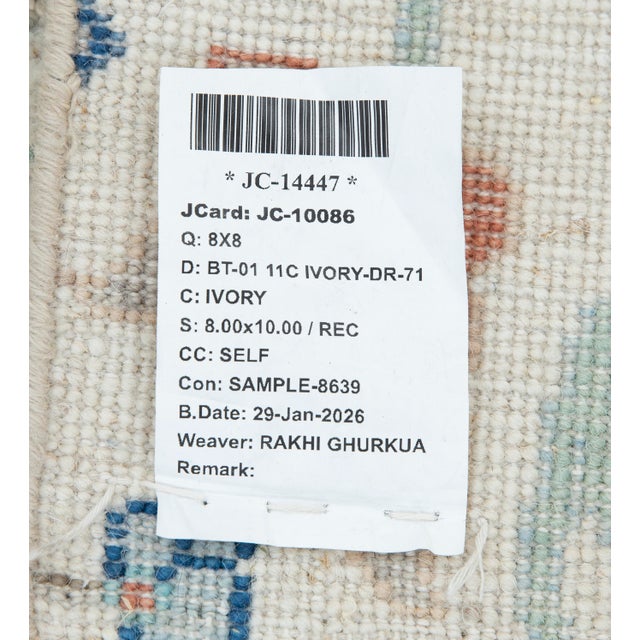 * JC-14447 *
JCard: JC-10086
Q: 8X8
D: BT-01 11C IVORY-DR-71
C: IVORY
S: 8.00x10.00 / REC
CC: SELF
Con: SAMPLE-8639
B.Date: 29-Jan-2026
Weaver: RAKHI GHURKUA
Remark: